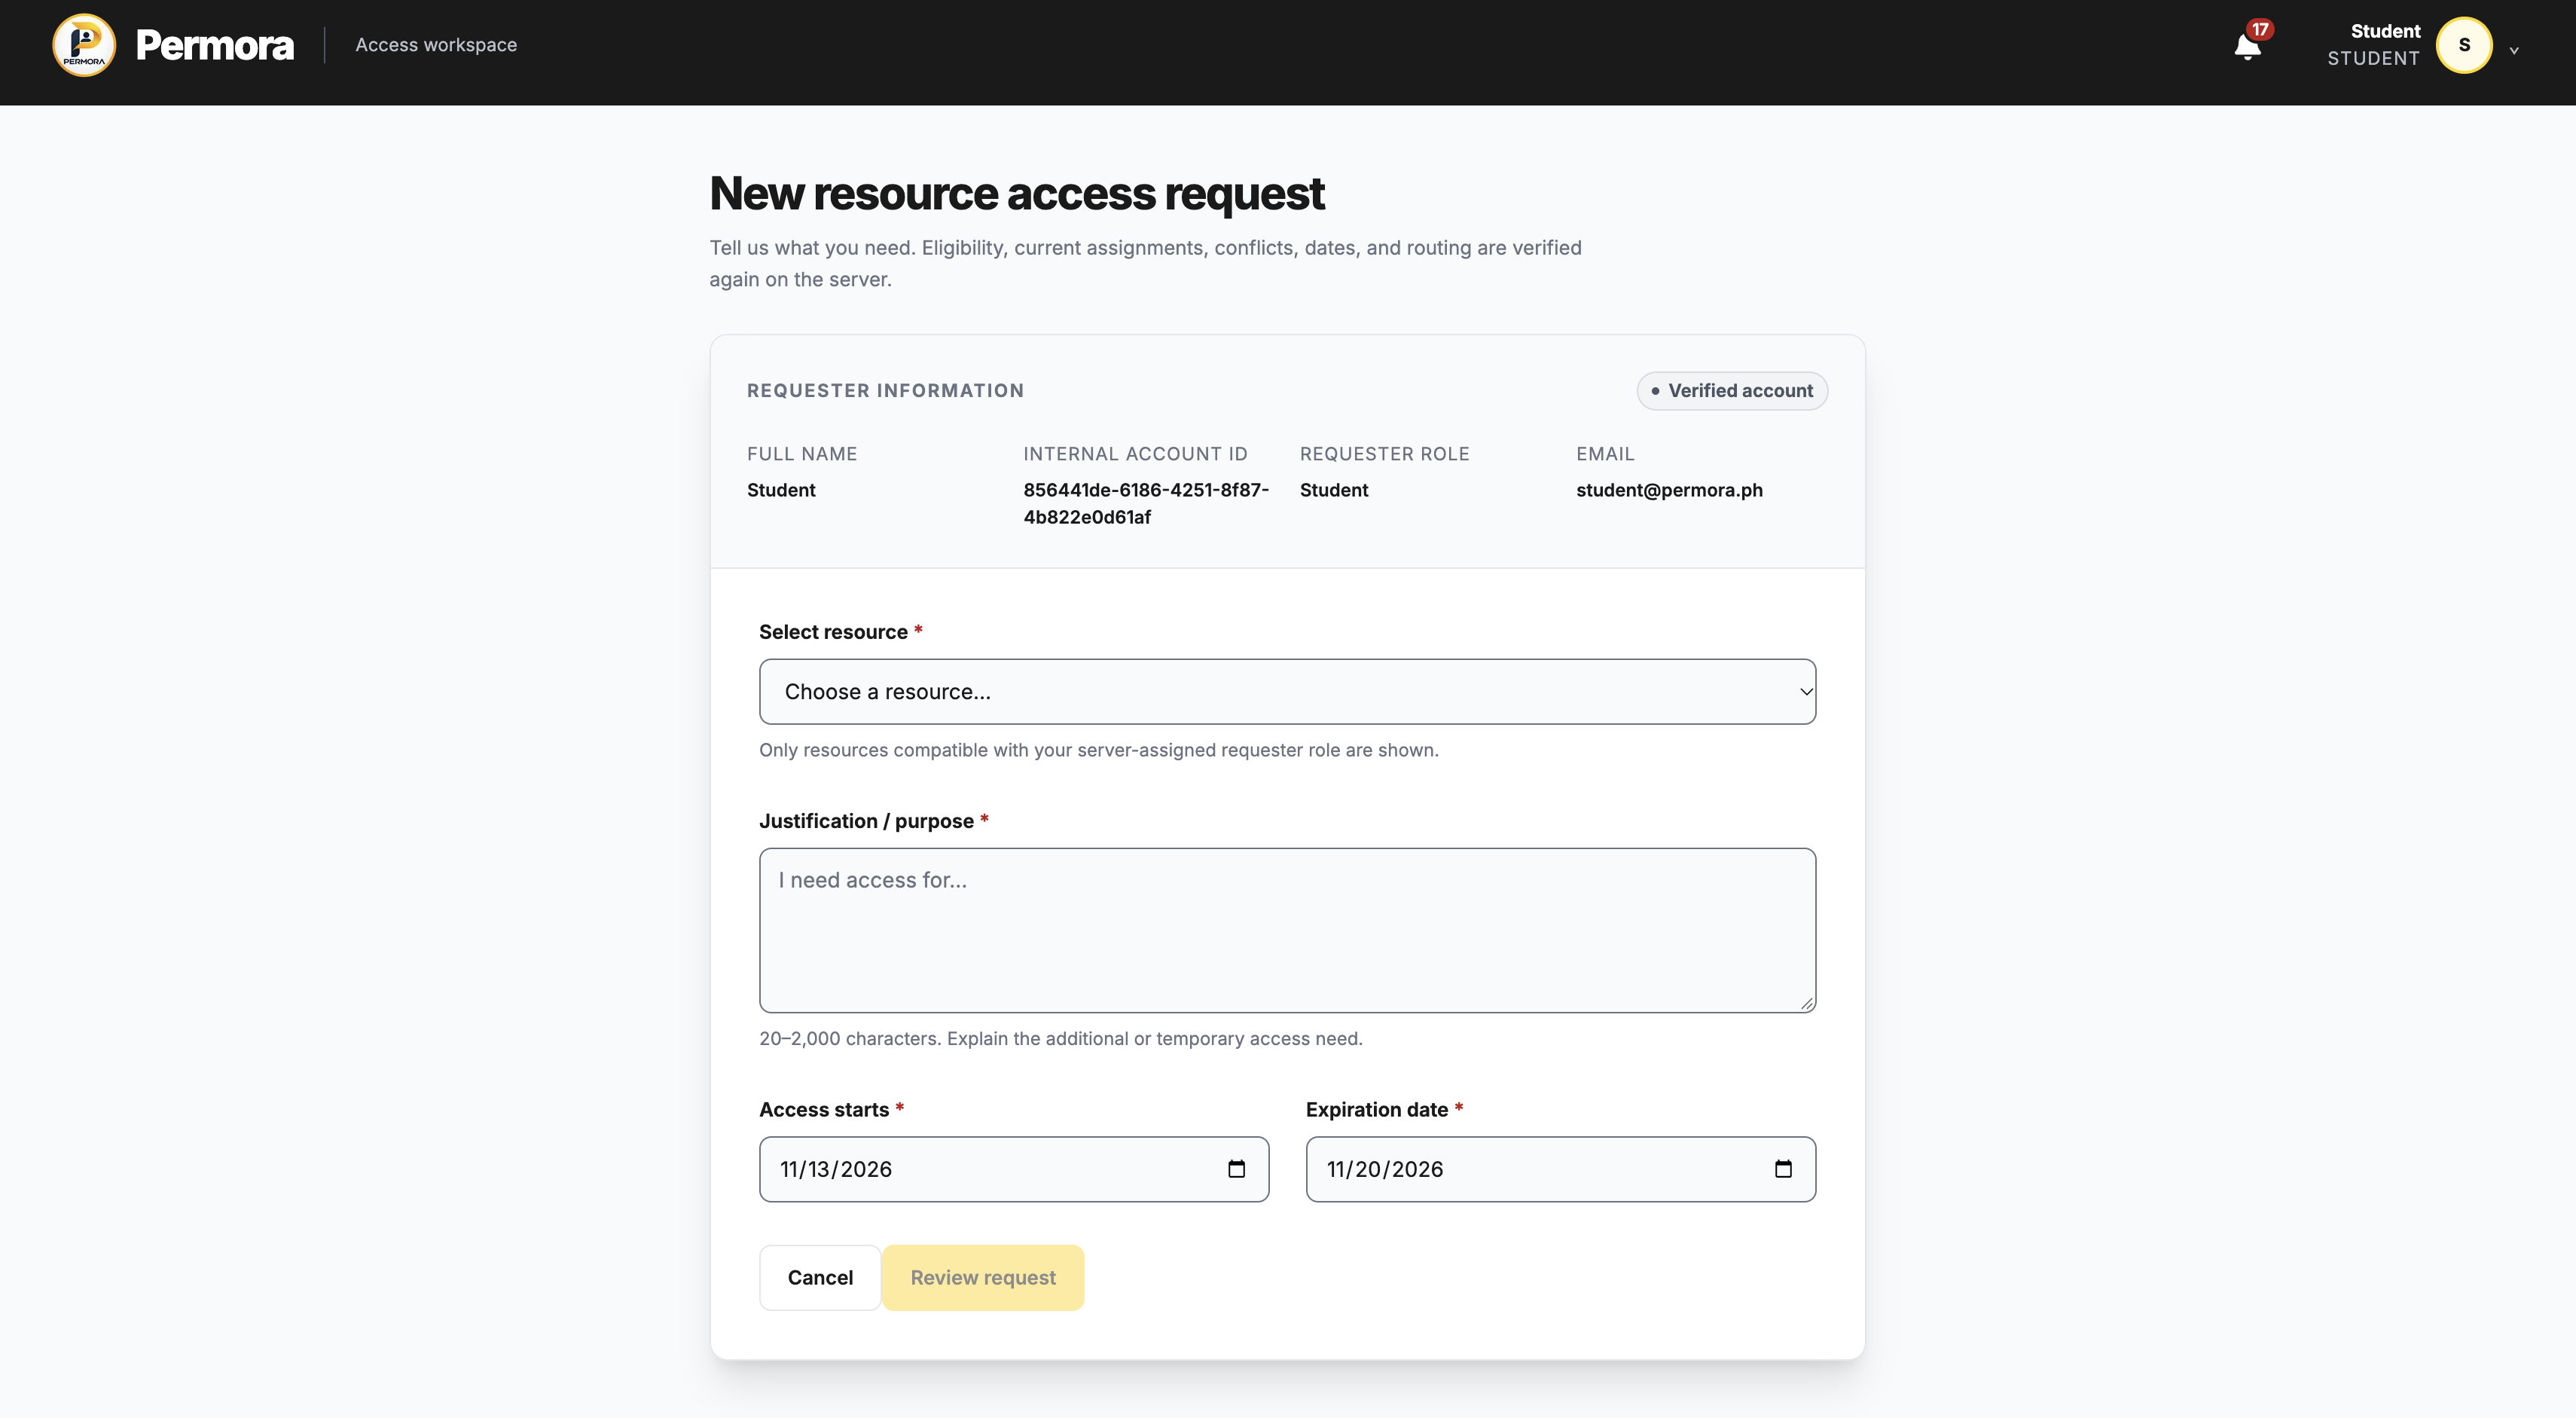 PERMORA
Permora
Access workspace
17
Student
STUDENT
S
New resource access request
Tell us what you need. Eligibility, current assignments, conflicts, dates, and routing are verified
again on the server.
REQUESTER INFORMATION
Verified account
FULL NAME
Student
INTERNAL ACCOUNT ID
856441de-6186-4251-8f87-
4b822e0d61af
REQUESTER ROLE
Student
EMAIL
student@permora.ph
Select resource *
Choose a resource...
Only resources compatible with your server-assigned requester role are shown.
Justification / purpose *
I need access for...
20–2,000 characters. Explain the additional or temporary access need.
Access starts *
11/13/2026
Expiration date *
11/20/2026
Cancel
Review request